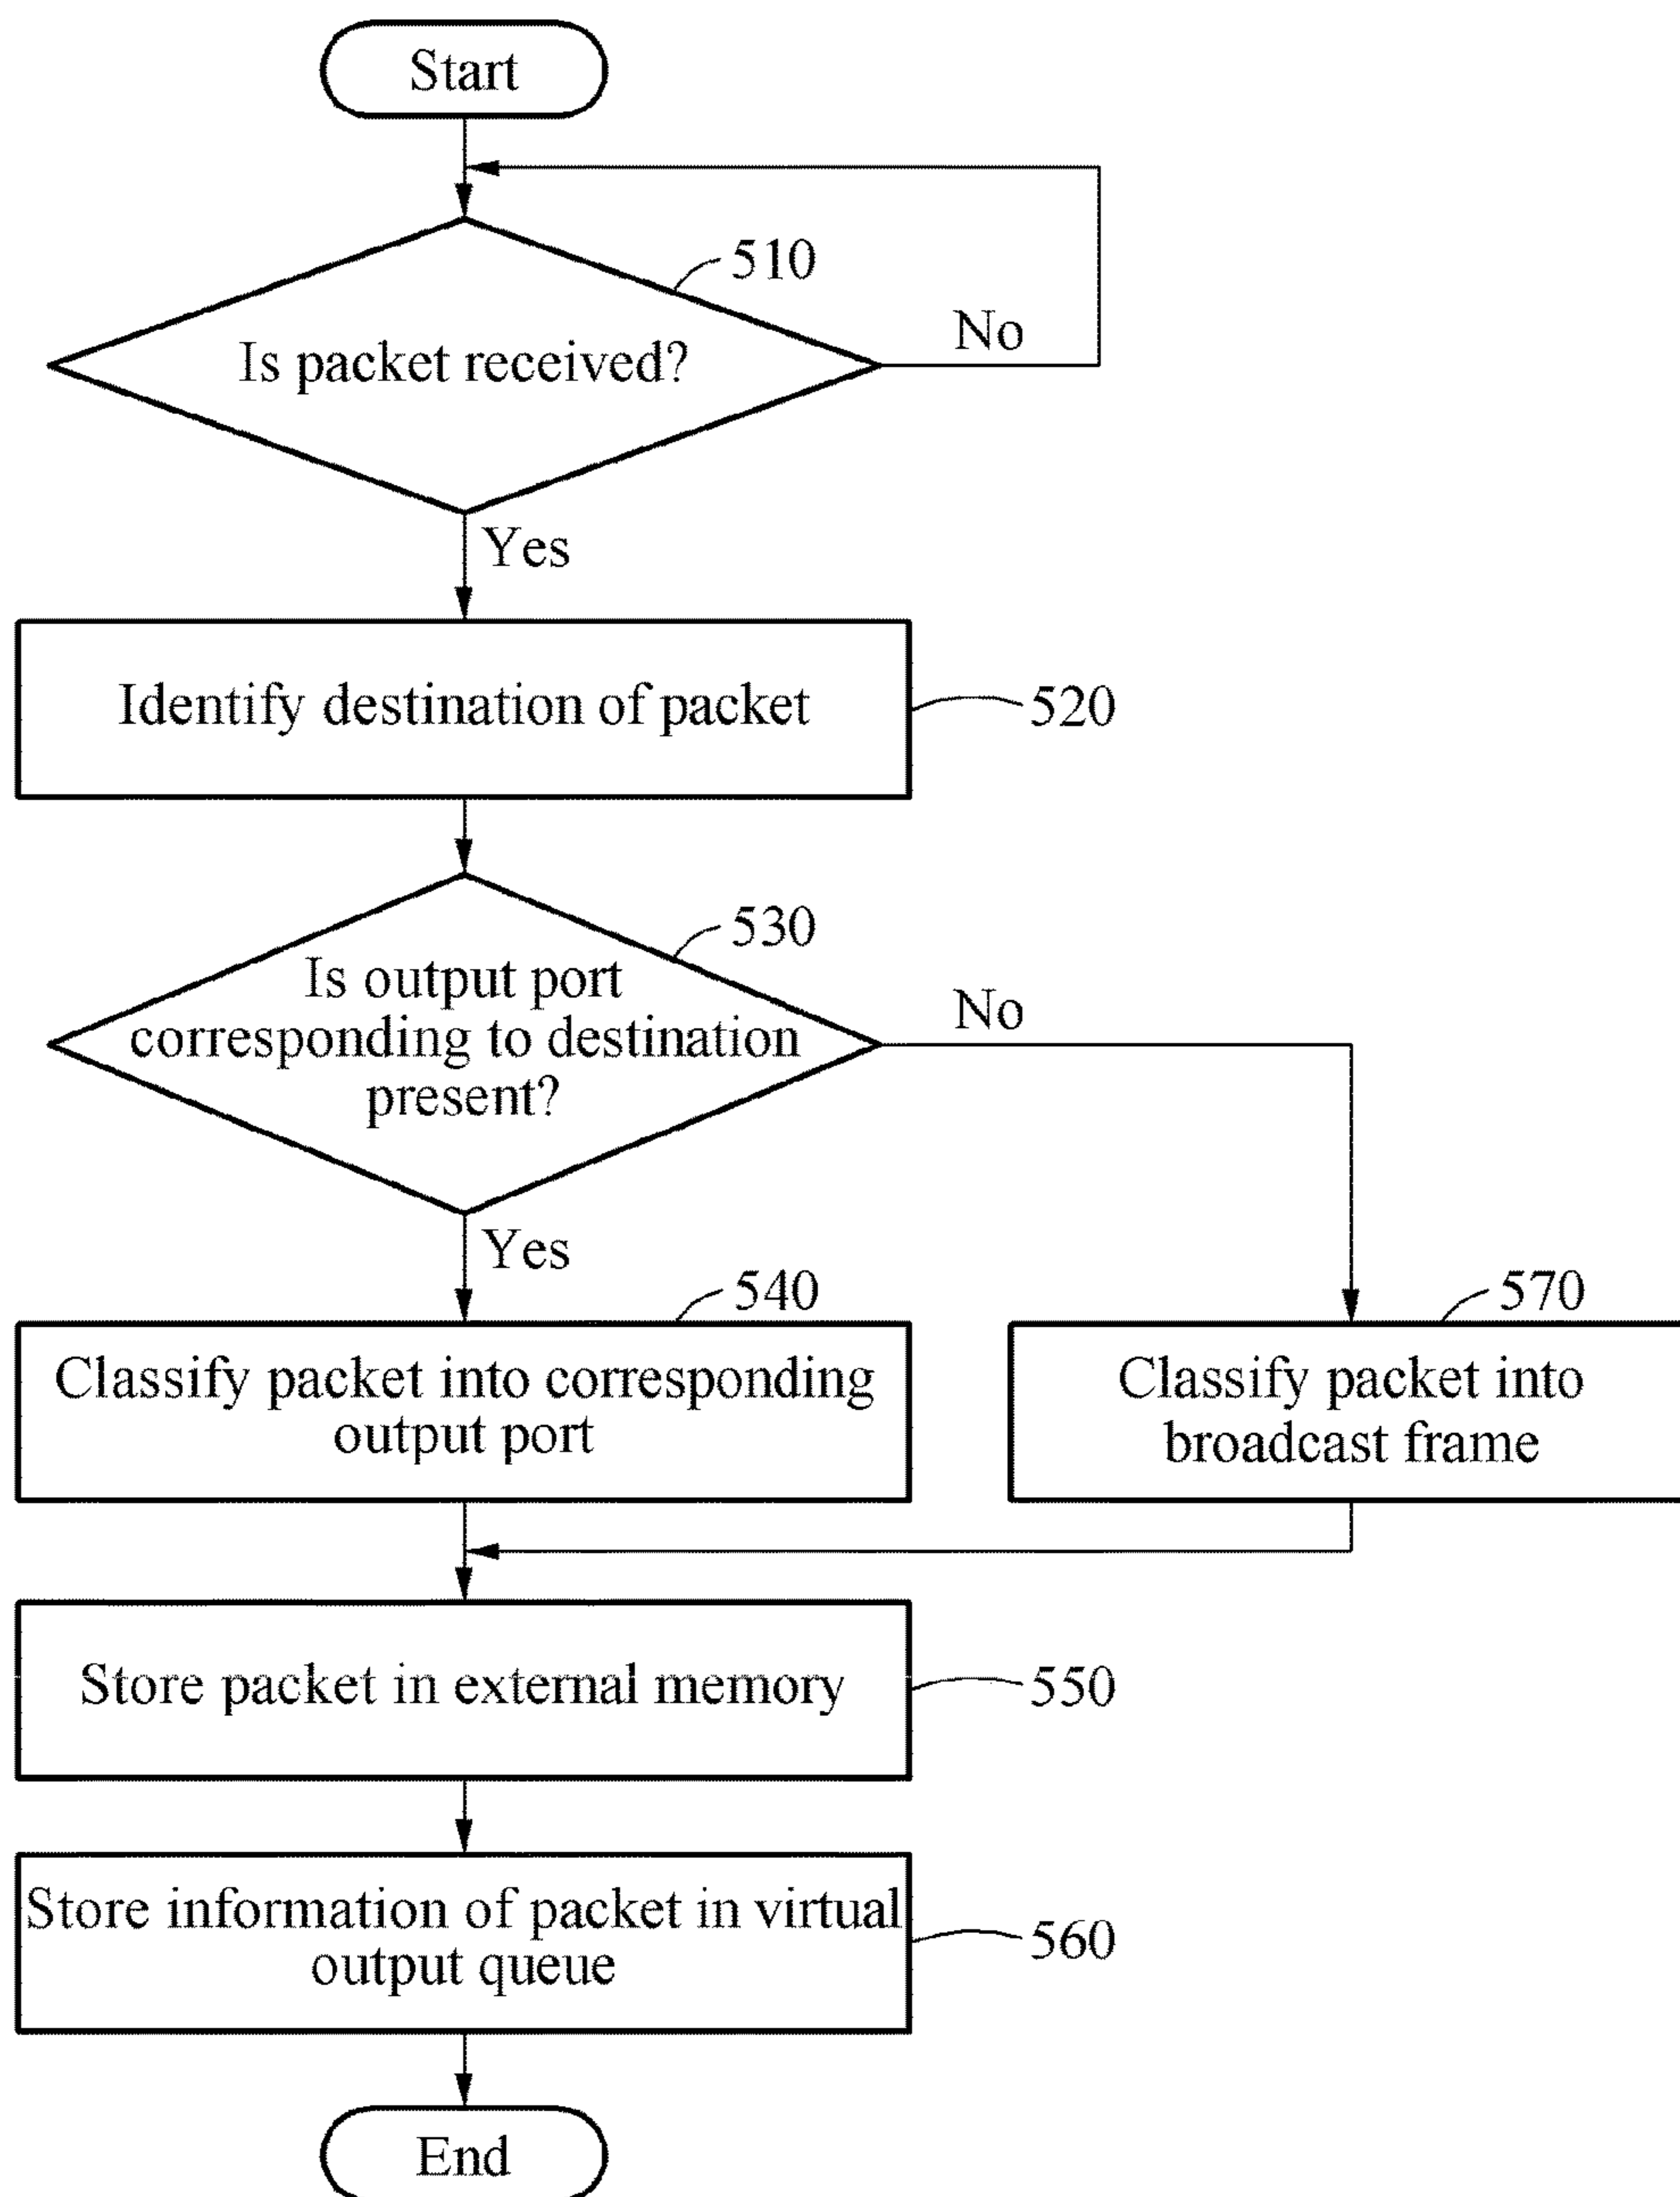 Start
510
Is packet received?
No
Yes
Identify destination of packet
520
530
Is output port
corresponding to destination
present?
No
Yes
540
Classify packet into corresponding
output port
570
Classify packet into
broadcast frame
Store packet in external memory
550
Store information of packet in virtual
output queue
560
End